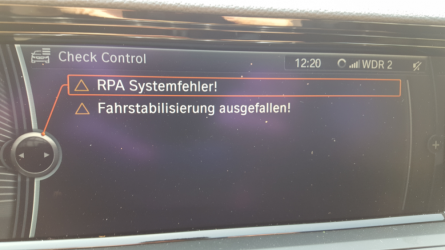 Check Control
12:20 WDR 2
RPA Systemfehler!
Fahrstabilisierung ausgefallen!